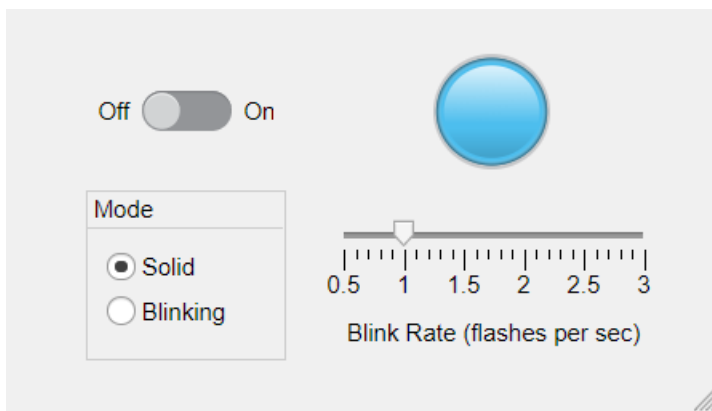 Off On
Mode
Solid
Blinking
0.5 1 1.5 2 2.5 3
Blink Rate (flashes per sec)